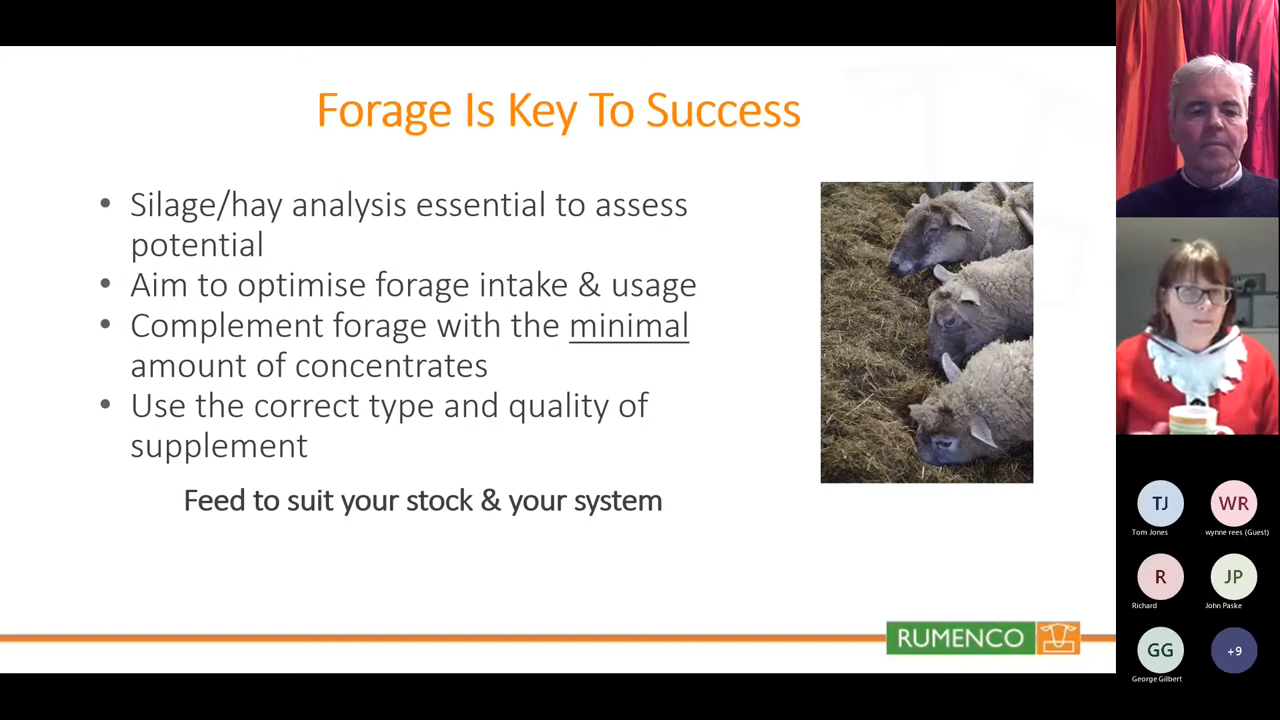 Forage Is Key To Success
• Silage/hay analysis essential to assess
potential
• Aim to optimise forage intake & usage
• Complement forage with the minimal
amount of concentrates
• Use the correct type and quality of
supplement
Feed to suit your stock & your system
RUMENCO
TJ
Tom Jones
WR
wynne rees (Guest)
R
Richard
JP
John Paske
GG
George Gilbert
+9